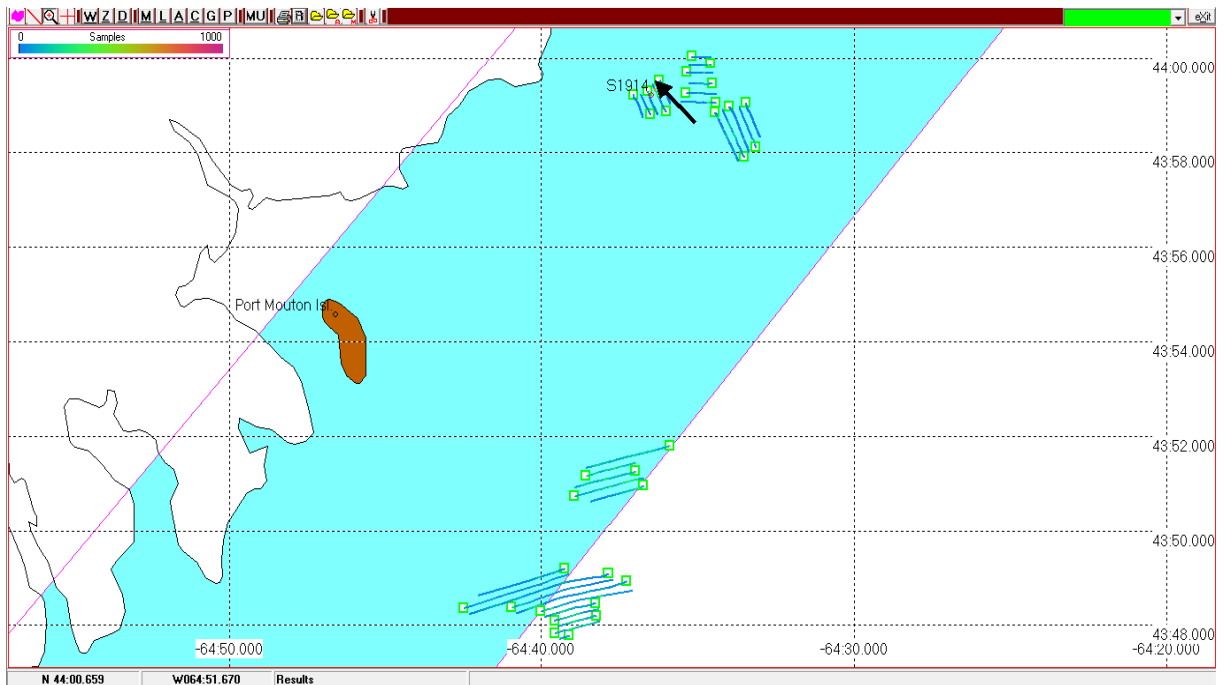 W Z D M L A C G P MU eXit
0 Samples 1000
S1914
44:00.000
43:58.000
43:56.000
Port Mouton Isl.
43:54.000
43:52.000
43:50.000
43:48.000
-64:50.000 -64:40.000 -64:30.000 -64:20.000
N 44:00.659 W064:51.670 Results